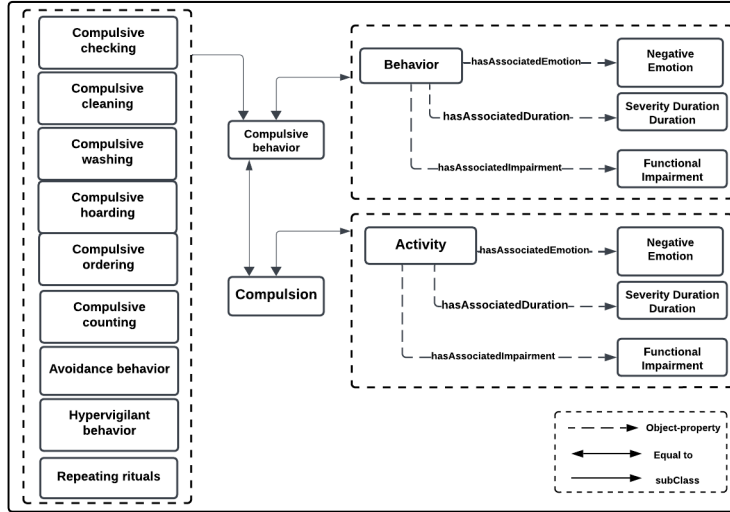 Compulsive
checking
Compulsive
cleaning
Compulsive
washing
Compulsive
hoarding
Compulsive
ordering
Compulsive
counting
Avoidance behavior
Hypervigilant
behavior
Repeating rituals
Compulsive
behavior
Compulsion
Behavior
hasAssociatedEmotion
Negative
Emotion
hasAssociatedDuration
Severity Duration
Duration
hasAssociatedImpairment
Functional
Impairment
Activity
hasAssociatedEmotion
Negative
Emotion
hasAssociatedDuration
Severity Duration
Duration
hasAssociatedImpairment
Functional
Impairment
Object-property
Equal to
subClass